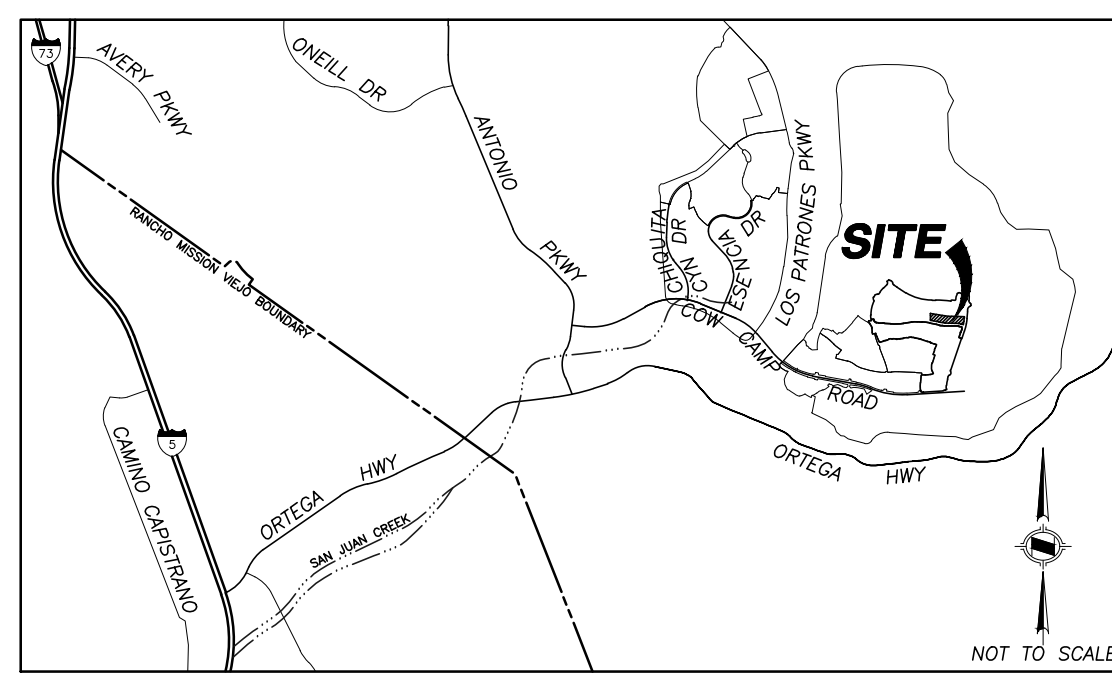 73
AVERY PKWY
ONEILL DR
ANTONIO
PKWY
RANCHO MISSION VIEJO BOUNDARY
CHIQUITA
CYN DR
ESENCIA DR
LOS PATRONES PKWY
SITE
COW
CAMP
ROAD
ORTEGA
HWY
5
CAMINO CAPISTRANO
ORTEGA
HWY
SAN JUAN CREEK
NOT TO SCALE